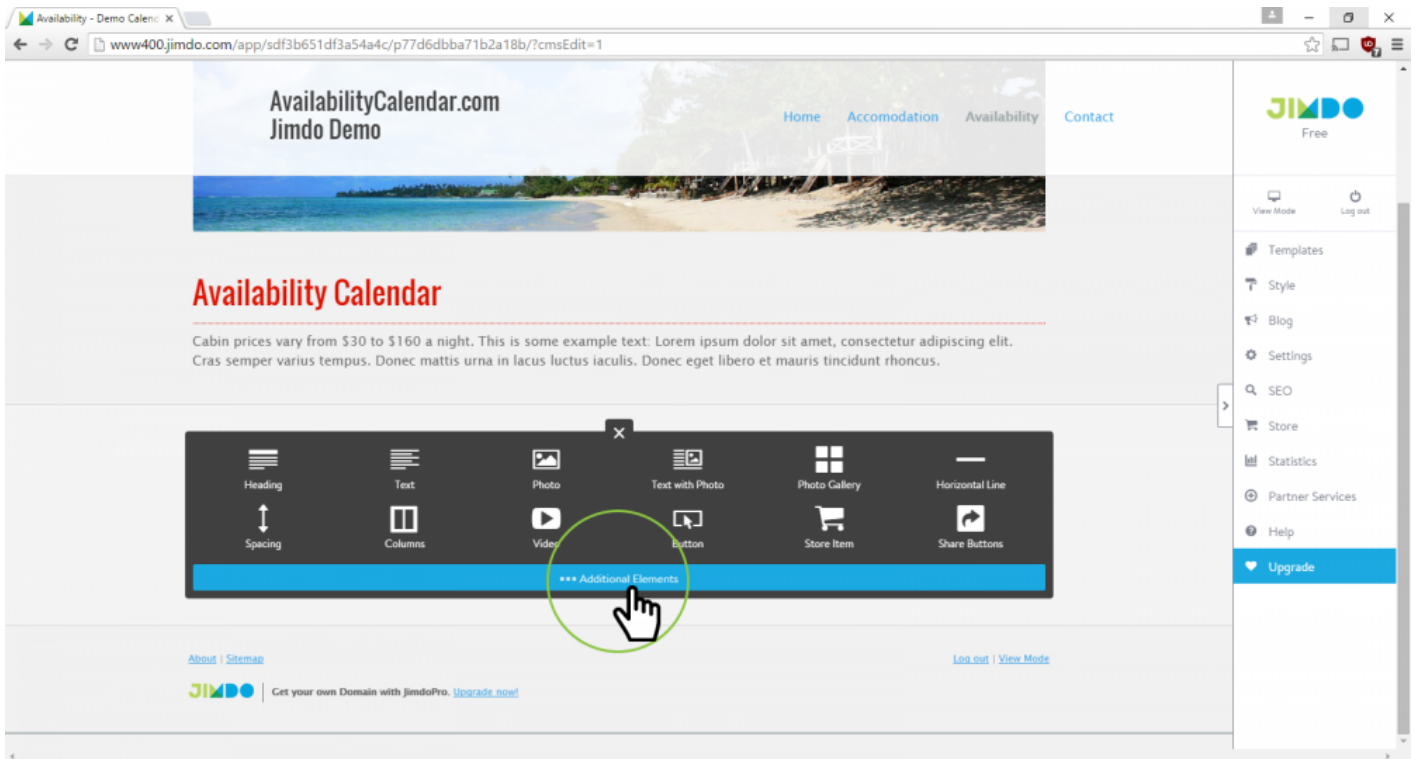 Availability - Demo Calend
www400.jimdo.com/app/sdf3b651df3a54a4c/p77d6dbba71b2a18b/?cmsEdit=1
AvailabilityCalendar.com
Jimdo Demo
Home Accomodation Availability Contact
JIMDO
Free
View Mode Log out
Templates
Style
Blog
Settings
SEO
Store
Statistics
Partner Services
Help
Upgrade
Availability Calendar
Cabin prices vary from $30 to $160 a night. This is some example text: Lorem ipsum dolor sit amet, consectetur adipiscing elit.
Cras semper varius tempus. Donec mattis urna in lacus luctus iaculis. Donec eget libero et mauris tincidunt rhoncus.
Heading Text Photo Text with Photo Photo Gallery Horizontal Line
Spacing Columns Video Button Store Item Share Buttons
Additional Elements
About | Sitemap
Log out | View Mode
JIMDO Get your own Domain with JimdoPro. Upgrade now!